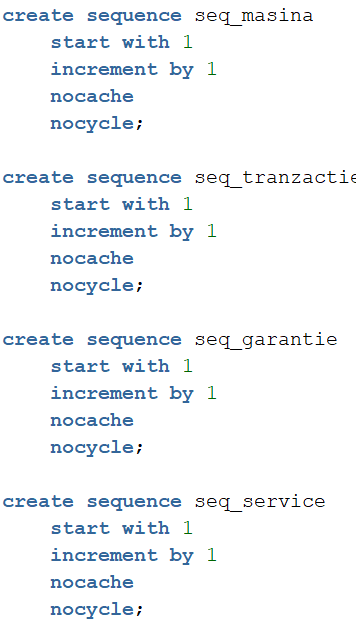 create sequence seq_masina
    start with 1
    increment by 1
    nocache
    nocycle;

create sequence seq_tranzactie
    start with 1
    increment by 1
    nocache
    nocycle;

create sequence seq_garantie
    start with 1
    increment by 1
    nocache
    nocycle;

create sequence seq_service
    start with 1
    increment by 1
    nocache
    nocycle;